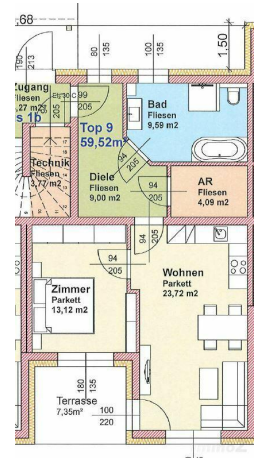 68
1.50
80
135
100
135
190
213
Zugang
Fliesen
,27 m2
s 1b
99
205
Top 9
59,52m2
Bad
Fliesen
9,59 m2
Technik
Fliesen
3,77 m2
94
205
Diele
Fliesen
9,00 m2
94
205
AR
Fliesen
4,09 m2
94
205
94
205
Wohnen
Parkett
23,72 m2
Zimmer
Parkett
13,12 m2
180
135
Terrasse
7,35m²
100
220